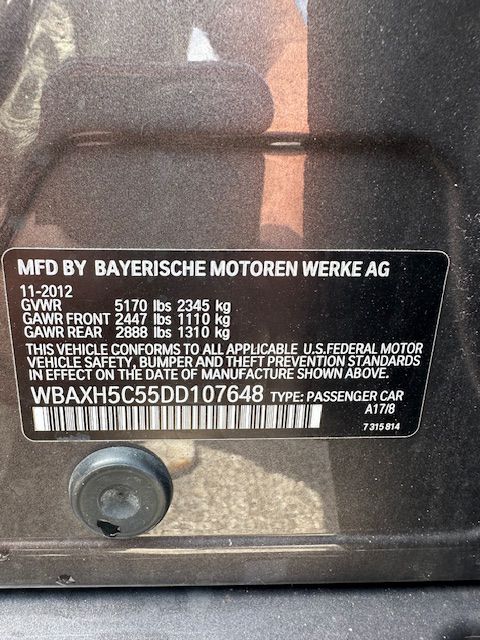 MFD BY BAYERISCHE MOTOREN WERKE AG
11-2012
GVWR 5170 lbs 2345 kg
GAWR FRONT 2447 lbs 1110 kg
GAWR REAR 2888 lbs 1310 kg
THIS VEHICLE CONFORMS TO ALL APPLICABLE U.S.FEDERAL MOTOR
VEHICLE SAFETY, BUMPER AND THEFT PREVENTION STANDARDS
IN EFFECT ON THE DATE OF MANUFACTURE SHOWN ABOVE.
WBAXH5C55DD107648 TYPE: PASSENGER CAR
A17/8
7 315 814